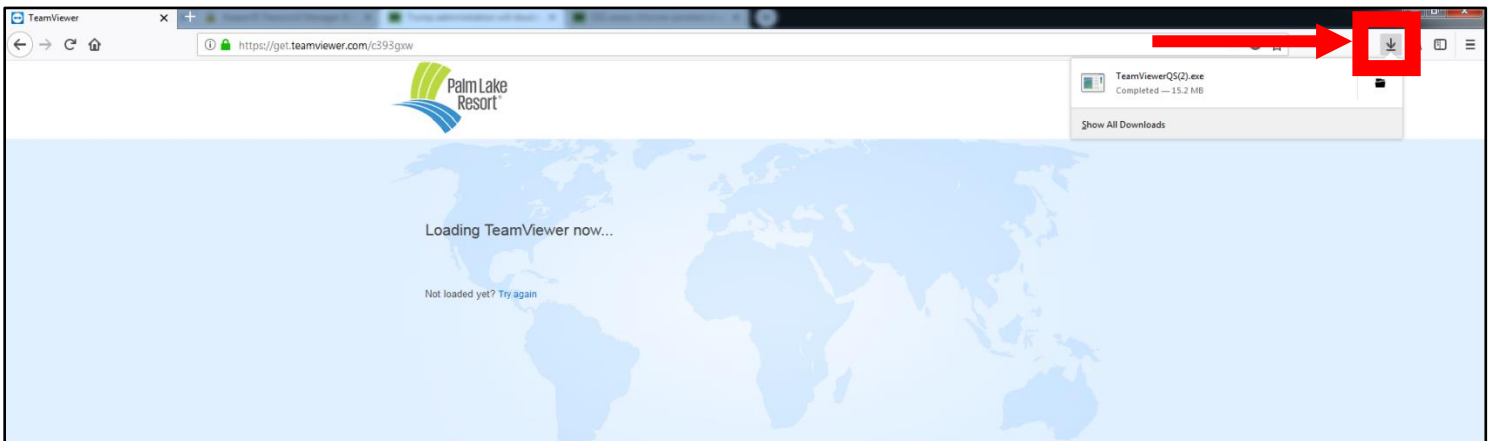 TeamViewer
https://get.teamviewer.com/c393gxw
Palm Lake
Resort
TeamViewerQS(2).exe
Completed — 15.2 MB
Show All Downloads
Loading TeamViewer now...
Not loaded yet? Try again